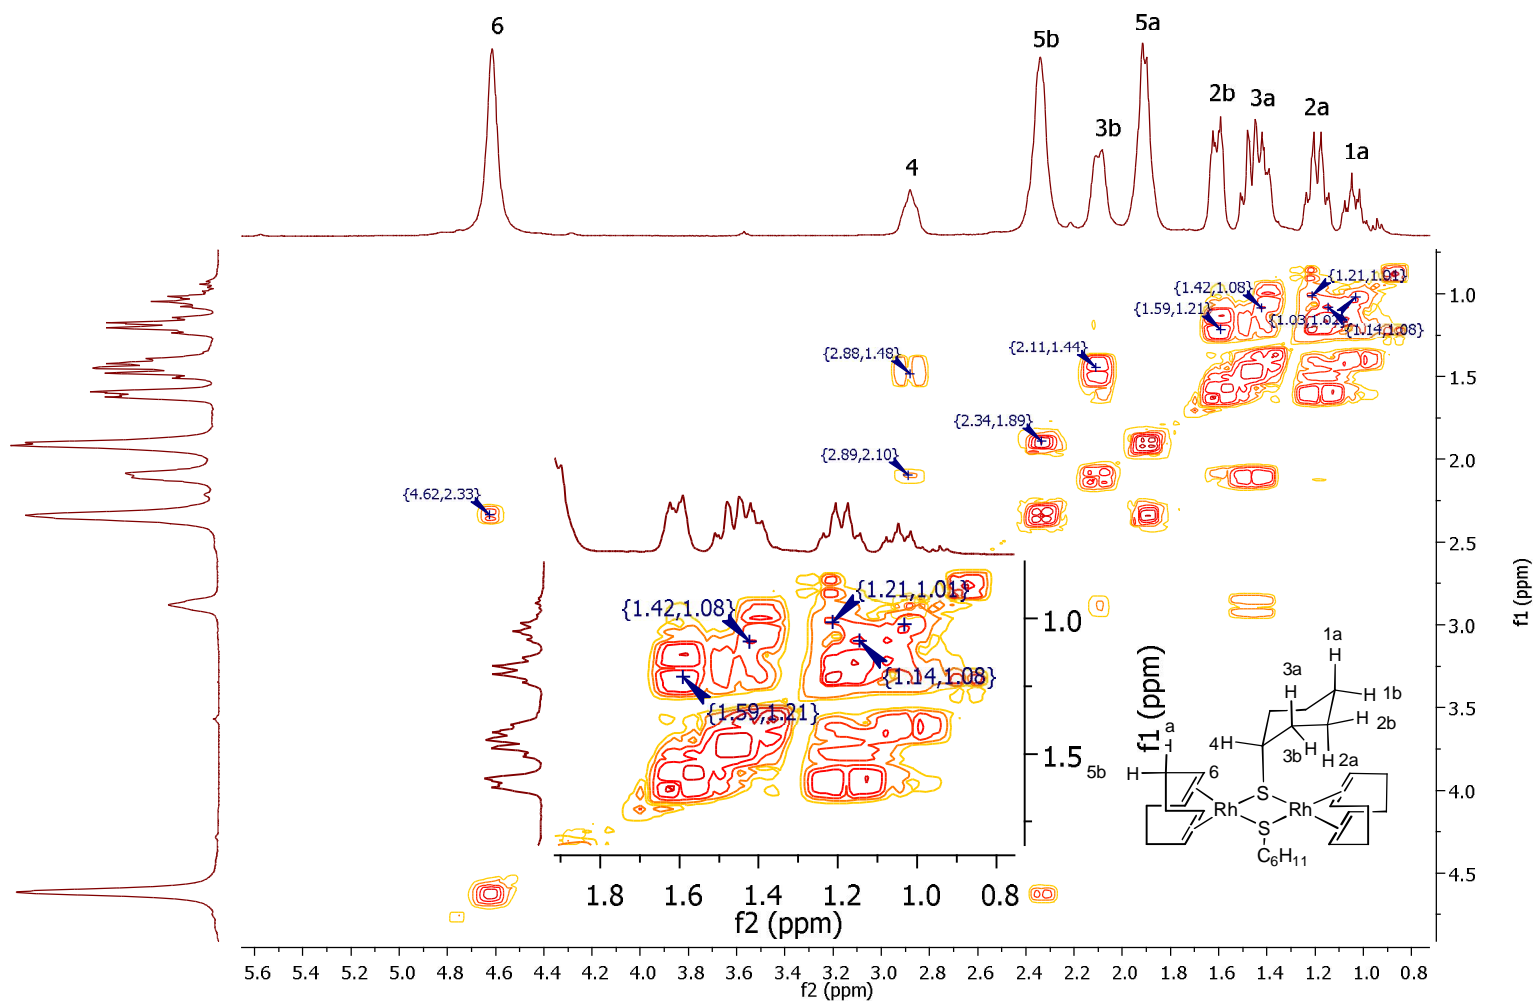 6
5b
5a
2b
3a
2a
3b
1a
4
{1.21,1.01}
{1.42,1.08}
{1.59,1.21}
{1.03,1.02}
{1.14,1.08}
{2.88,1.48}
{2.11,1.44}
{2.34,1.89}
{2.89,2.10}
{4.62,2.33}
1.0
1.5
2.0
2.5
3.0
3.5
4.0
4.5
f1 (ppm)
{1.21,1.01}
{1.42,1.08}
{1.14,1.08}
{1.59,1.21}
1.0
1.5
f1 (ppm)
1.8 1.6 1.4 1.2 1.0 0.8
f2 (ppm)
1a
H
3a
H
H 1b
H 2b
4 H
3b H
H 2a
a
H
5b H
6
S
Rh Rh
S
C6H11
5.6 5.4 5.2 5.0 4.8 4.6 4.4 4.2 4.0 3.8 3.6 3.4 3.2 3.0 2.8 2.6 2.4 2.2 2.0 1.8 1.6 1.4 1.2 1.0 0.8
f2 (ppm)